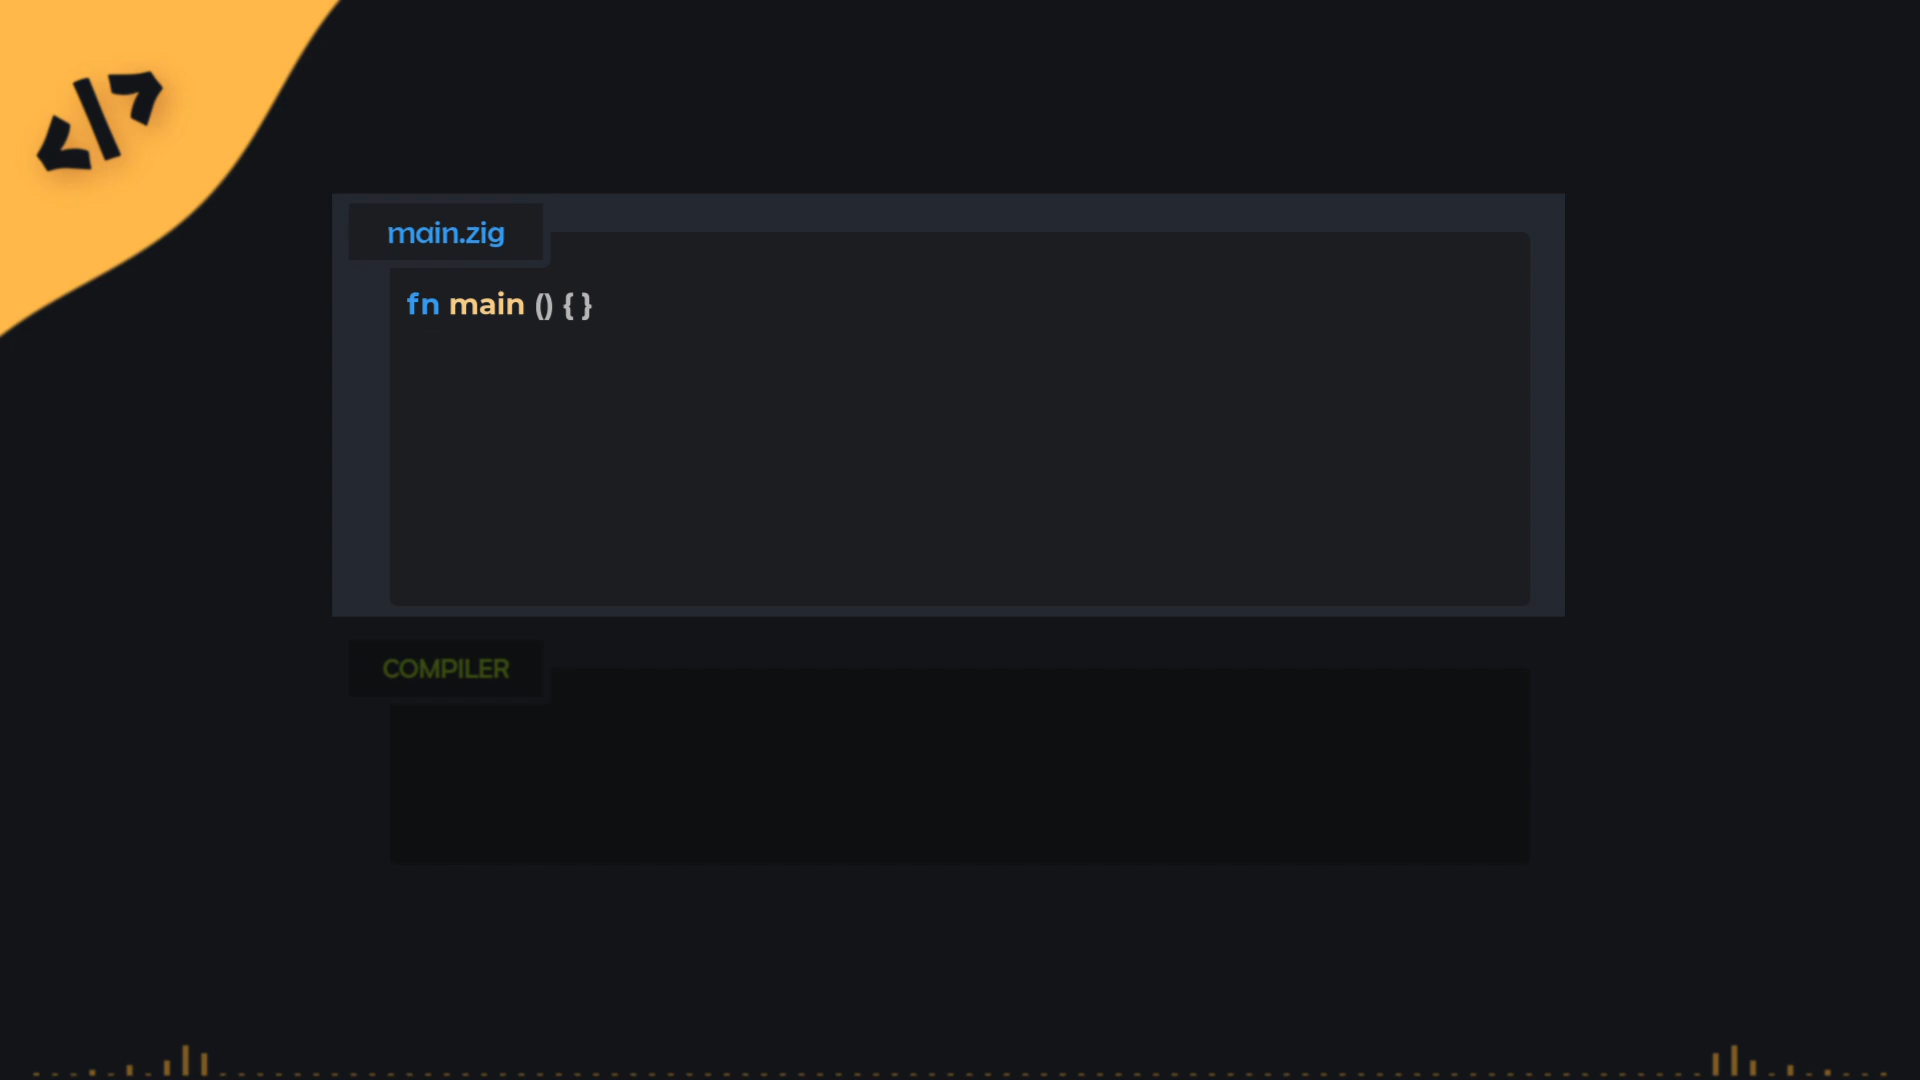 </>
main.zig
fn main () { }
COMPILER